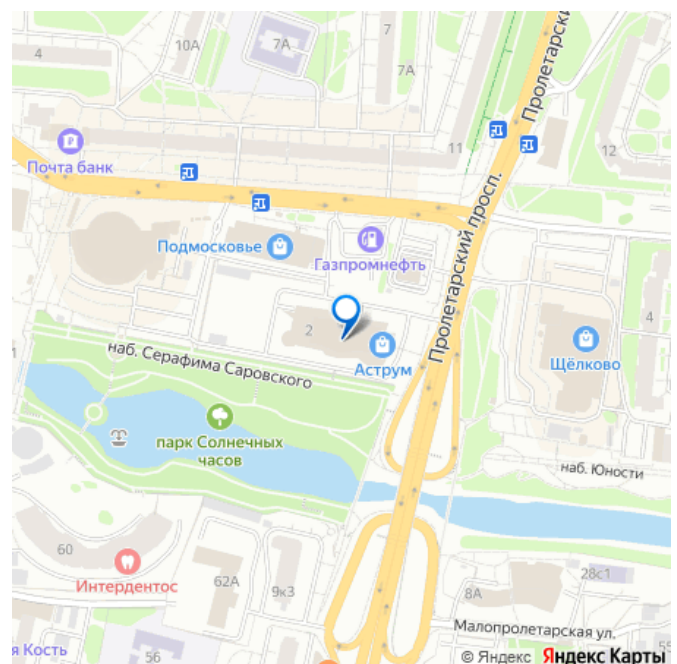 4
10А
7А
7
7А
Пролетарский
11
12
Почта банк
Пролетарский просп.
Подмосковье
Газпромнефть
2
4
Аструм
Щёлково
наб. Серафима Саровского
парк Солнечных
часов
наб. Юности
60
Интердентос
62А
9к3
28с1
8А
Малопролетарская ул.
я Кость
56
55
© Яндекс Яндекс Карты